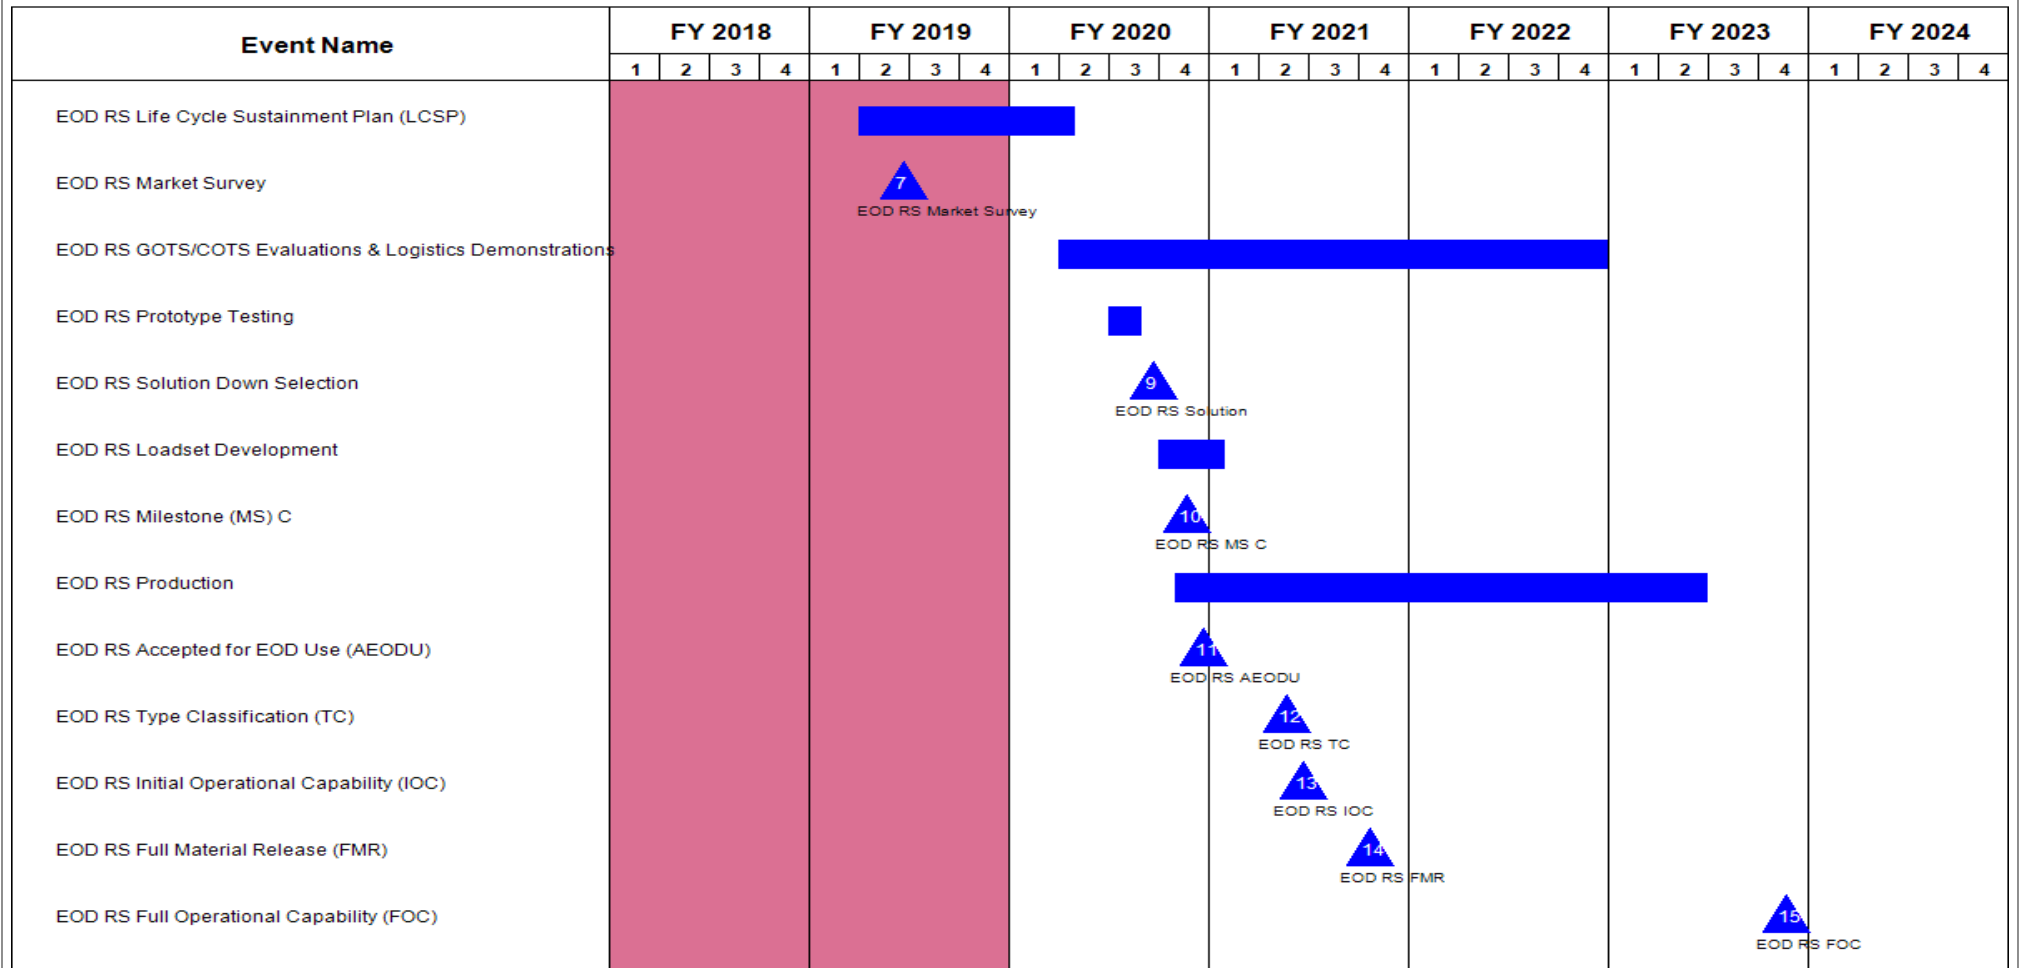 Event Name
FY 2018 FY 2019 FY 2020 FY 2021 FY 2022 FY 2023 FY 2024
1 2 3 4 1 2 3 4 1 2 3 4 1 2 3 4 1 2 3 4 1 2 3 4 1 2 3 4
EOD RS Life Cycle Sustainment Plan (LCSP)
EOD RS Market Survey
7
EOD RS Market Survey
EOD RS GOTS/COTS Evaluations & Logistics Demonstrations
EOD RS Prototype Testing
EOD RS Solution Down Selection
9
EOD RS Solution
EOD RS Loadset Development
EOD RS Milestone (MS) C
10
EOD RS MS C
EOD RS Production
EOD RS Accepted for EOD Use (AEODU)
11
EOD RS AEODU
EOD RS Type Classification (TC)
12
EOD RS TC
EOD RS Initial Operational Capability (IOC)
13
EOD RS IOC
EOD RS Full Material Release (FMR)
14
EOD RS FMR
EOD RS Full Operational Capability (FOC)
15
EOD RS FOC